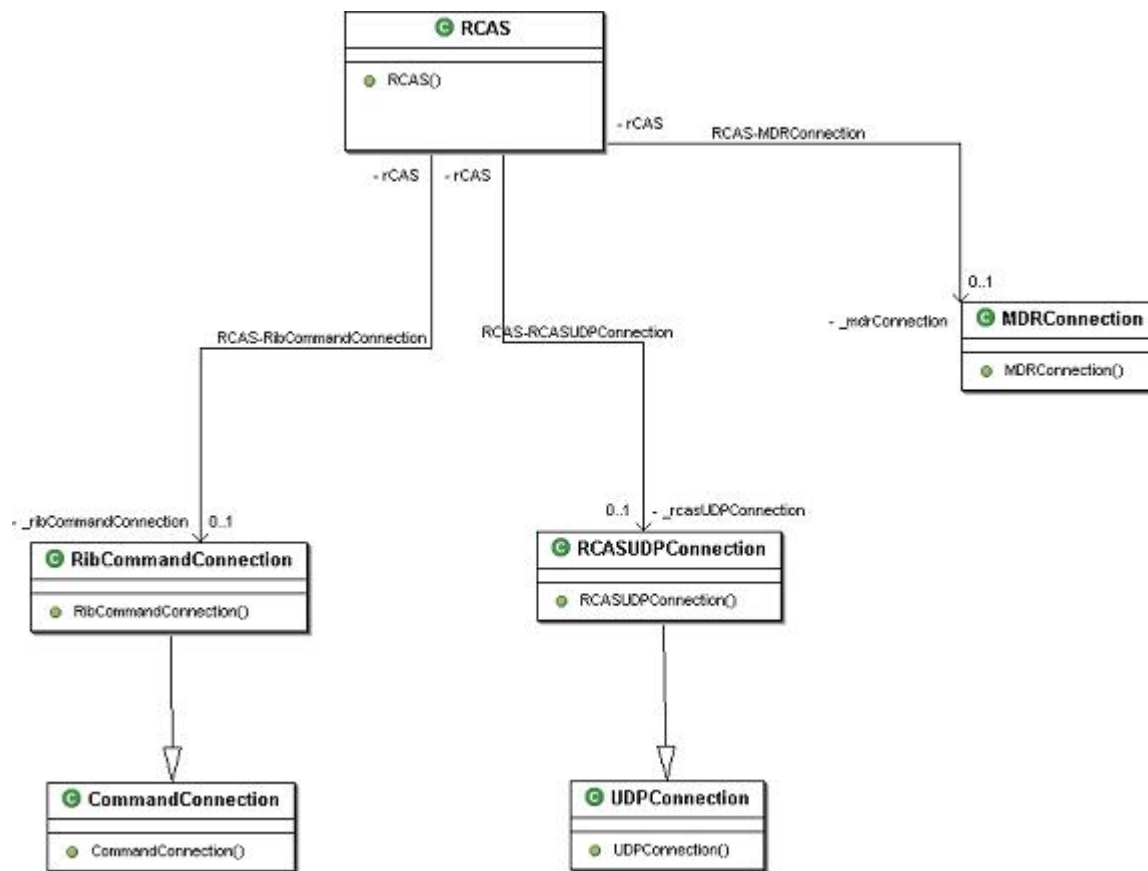 RCAS
RCAS()
- rCAS
RCAS-MDRConnection
- rCAS
- rCAS
0..1
- _mdrConnection
MDRConnection
MDRConnection()
RCAS-RibCommandConnection
RCAS-RCASUDPConnection
- _ribCommandConnection
0..1
0..1
- _rcasUDPConnection
RibCommandConnection
RibCommandConnection()
RCASUDPConnection
RCASUDPConnection()
CommandConnection
CommandConnection()
UDPConnection
UDPConnection()